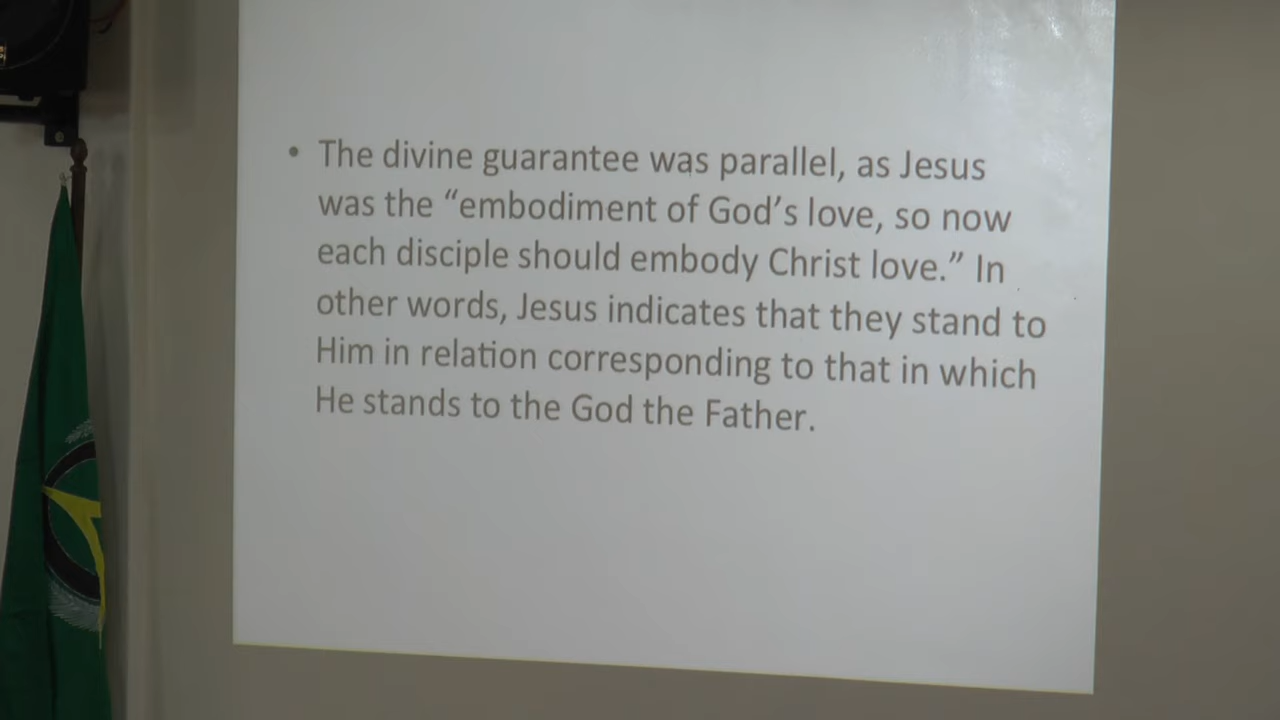 • The divine guarantee was parallel, as Jesus
was the “embodiment of God’s love, so now
each disciple should embody Christ love.” In
other words, Jesus indicates that they stand to
Him in relation corresponding to that in which
He stands to the God the Father.